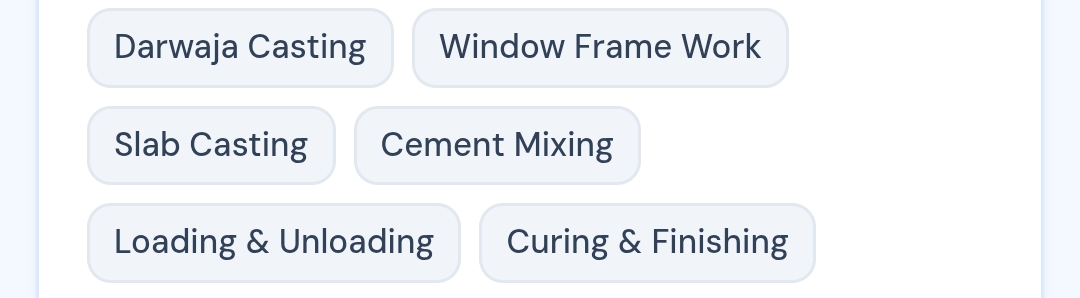 Darwaja Casting Window Frame Work
Slab Casting Cement Mixing
Loading & Unloading Curing & Finishing